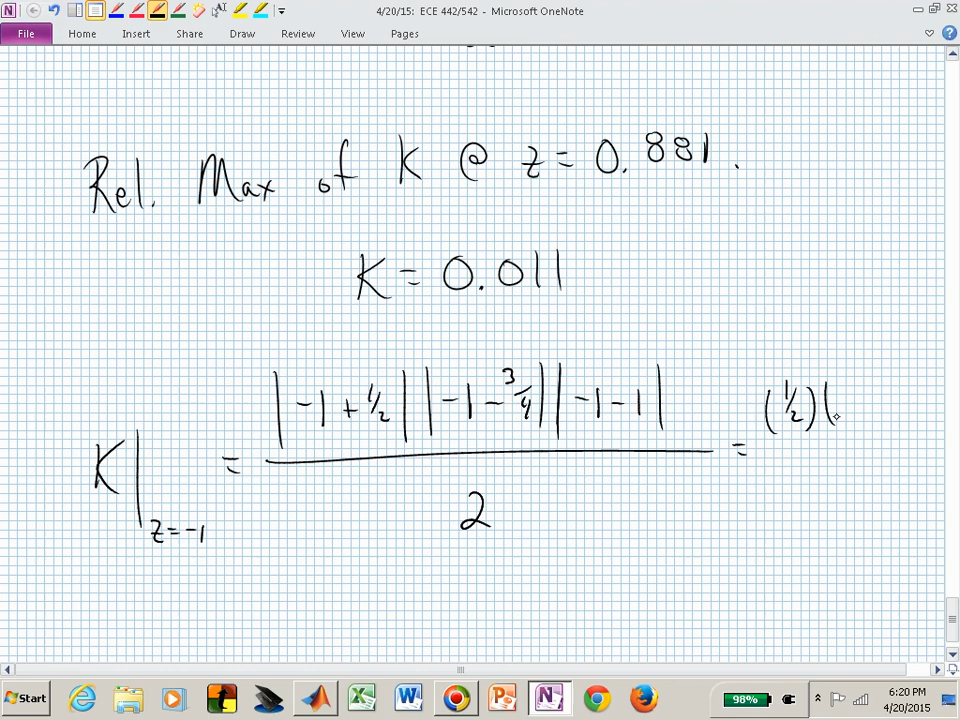 4/20/15: ECE 442/542 - Microsoft OneNote
File Home Insert Share Draw Review View Pages
Rel. Max of K @ z = 0.881.
K = 0.011
K|z=-1 = |-1 + 1/2| |-1 - 3/4| |-1 - 1| / 2 = (1/2)(
Start 98% 6:20 PM
4/20/2015